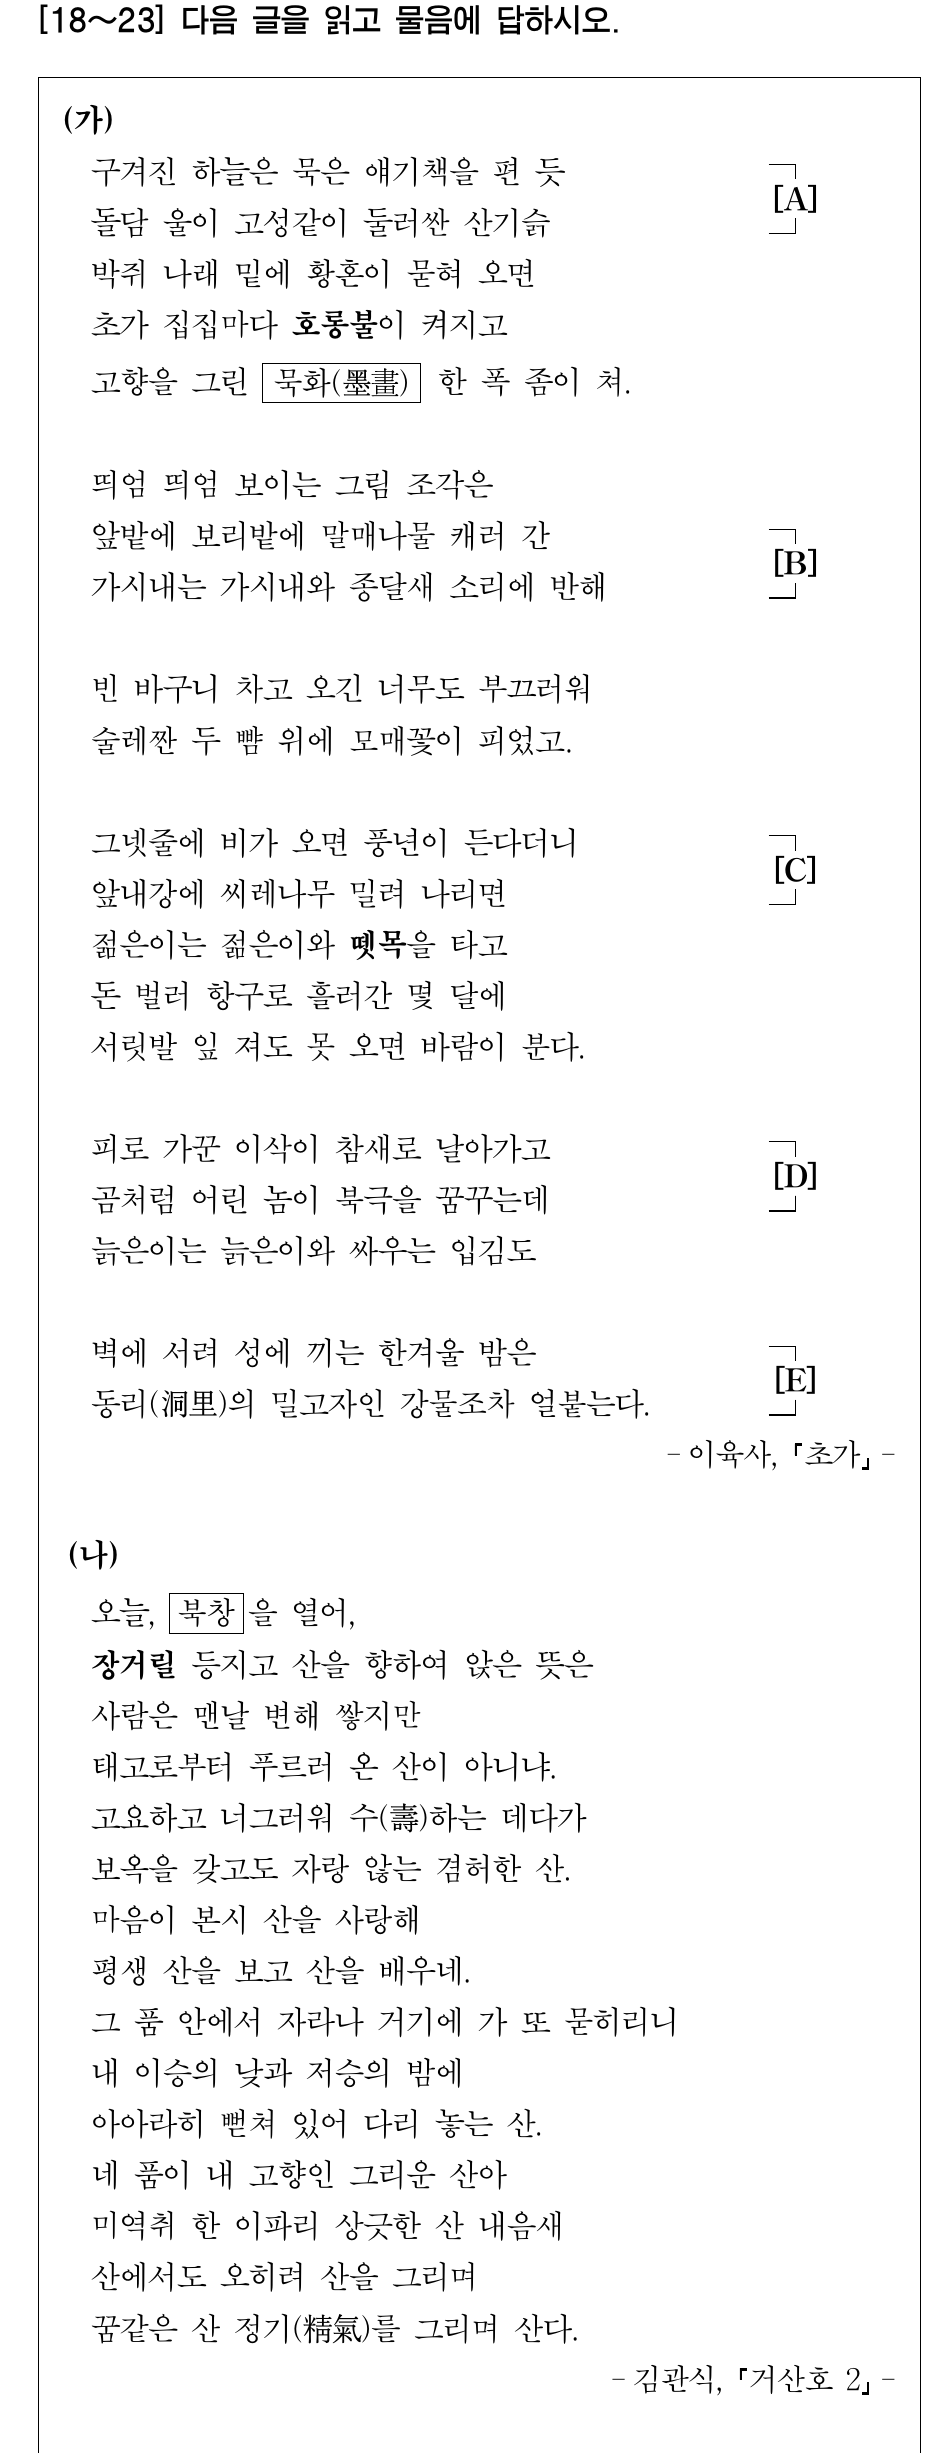 [18～23] 다음 글을 읽고 물음에 답하시오.
(가)
구겨진 하늘은 묵은 얘기책을 편 듯
돌담 울이 고성같이 둘러싼 산기슭
[A]
박쥐 나래 밑에 황혼이 묻혀 오면
초가 집집마다 호롱불이 켜지고
고향을 그린 묵화(墨畫) 한 폭 좀이 쳐.
띄엄 띄엄 보이는 그림 조각은
앞밭에 보리밭에 말매나물 캐러 간
[B]
가시내는 가시내와 종달새 소리에 반해
빈 바구니 차고 오긴 너무도 부끄러워
술레짠 두 뺨 위에 모매꽃이 피었고.
그넷줄에 비가 오면 풍년이 든다더니
[C]
앞내강에 씨레나무 밀려 나리면
젊은이는 젊은이와 뗏목을 타고
돈 벌러 항구로 흘러간 몇 달에
서릿발 잎 져도 못 오면 바람이 분다.
피로 가꾼 이삭이 참새로 날아가고
[D]
곰처럼 어린 놈이 북극을 꿈꾸는데
늙은이는 늙은이와 싸우는 입김도
벽에 서려 성에 끼는 한겨울 밤은
[E]
동리(洞里)의 밀고자인 강물조차 얼붙는다.
- 이육사, 「초가」 -
(나)
오늘, 북창을 열어,
장거릴 등지고 산을 향하여 앉은 뜻은
사람은 맨날 변해 쌓지만
태고로부터 푸르러 온 산이 아니냐.
고요하고 너그러워 수(壽)하는 데다가
보옥을 갖고도 자랑 않는 겸허한 산.
마음이 본시 산을 사랑해
평생 산을 보고 산을 배우네.
그 품 안에서 자라나 거기에 가 또 묻히리니
내 이승의 낮과 저승의 밤에
아아라히 뻗쳐 있어 다리 놓는 산.
네 품이 내 고향인 그리운 산아
미역취 한 이파리 상긋한 산 내음새
산에서도 오히려 산을 그리며
꿈같은 산 정기(精氣)를 그리며 산다.
- 김관식, 「거산호 2」 -